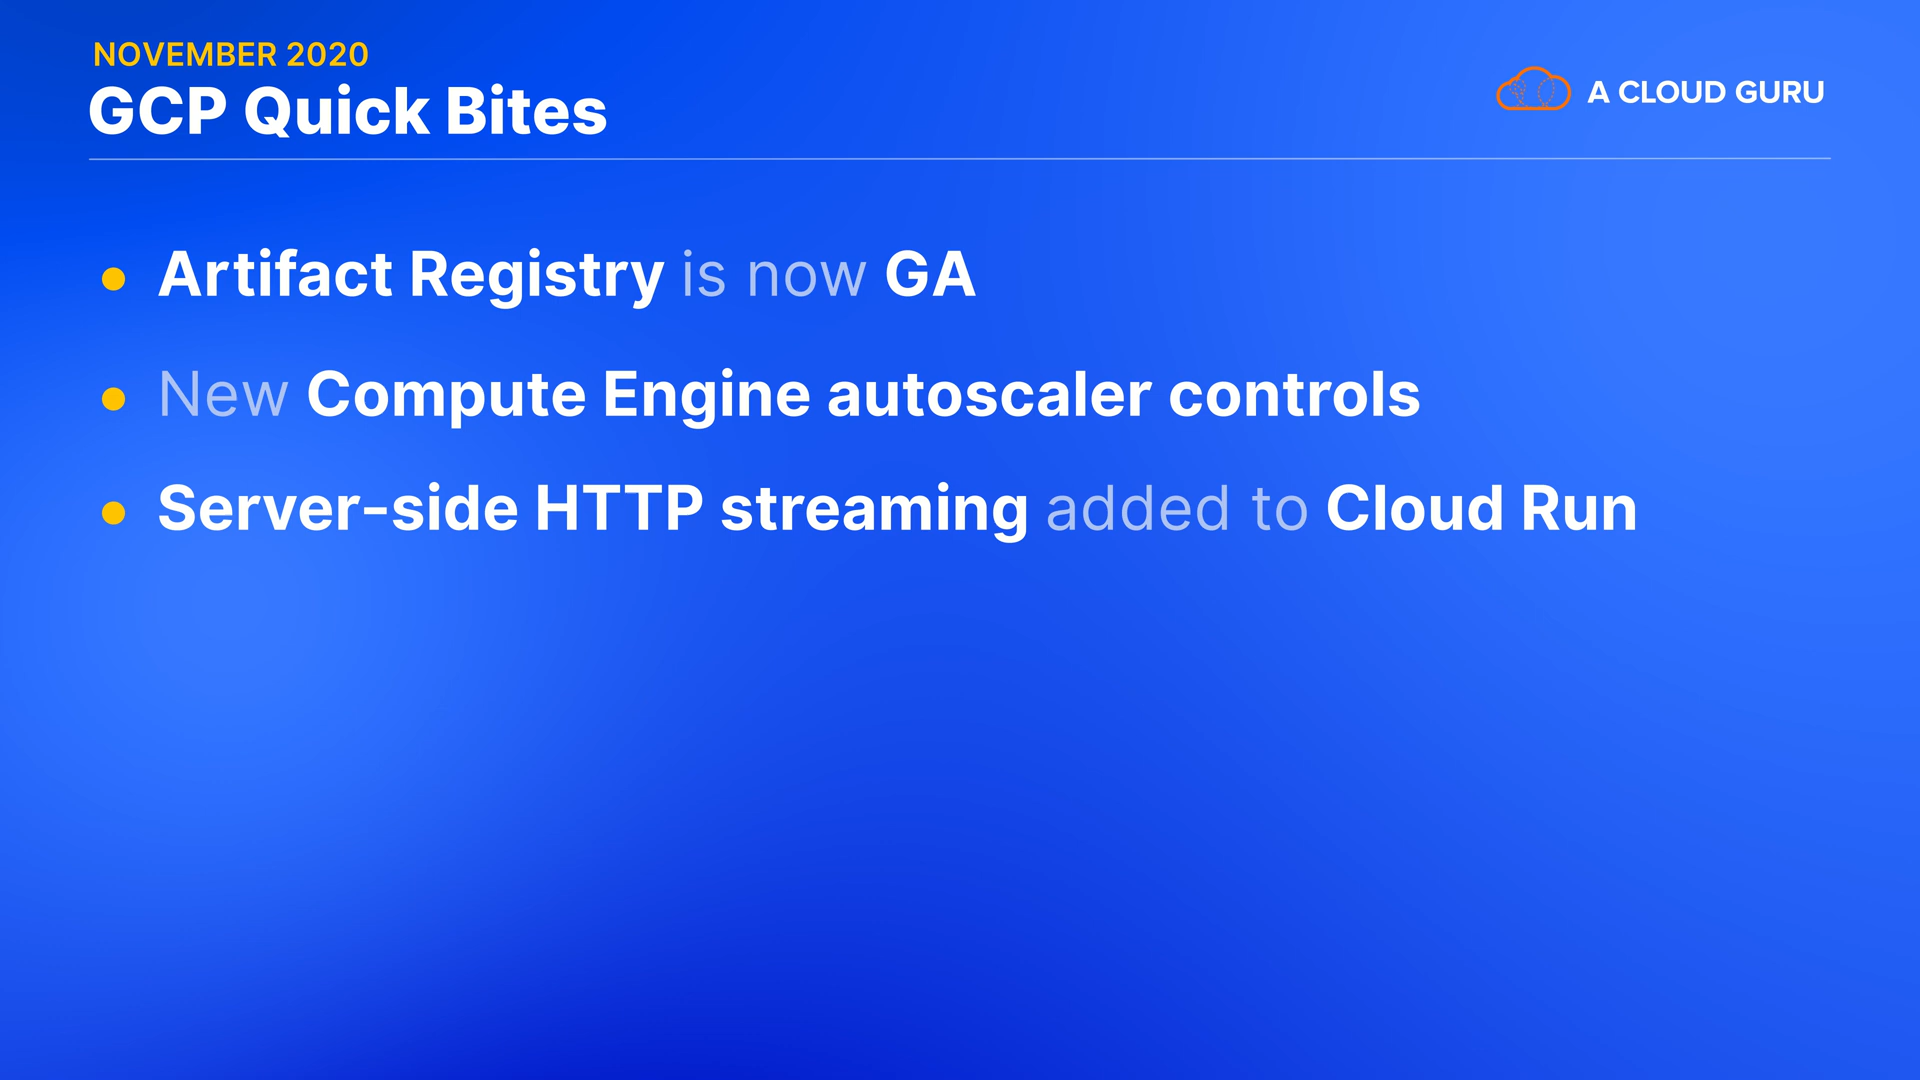 NOVEMBER 2020
GCP Quick Bites
A CLOUD GURU
• Artifact Registry is now GA
• New Compute Engine autoscaler controls
• Server-side HTTP streaming added to Cloud Run